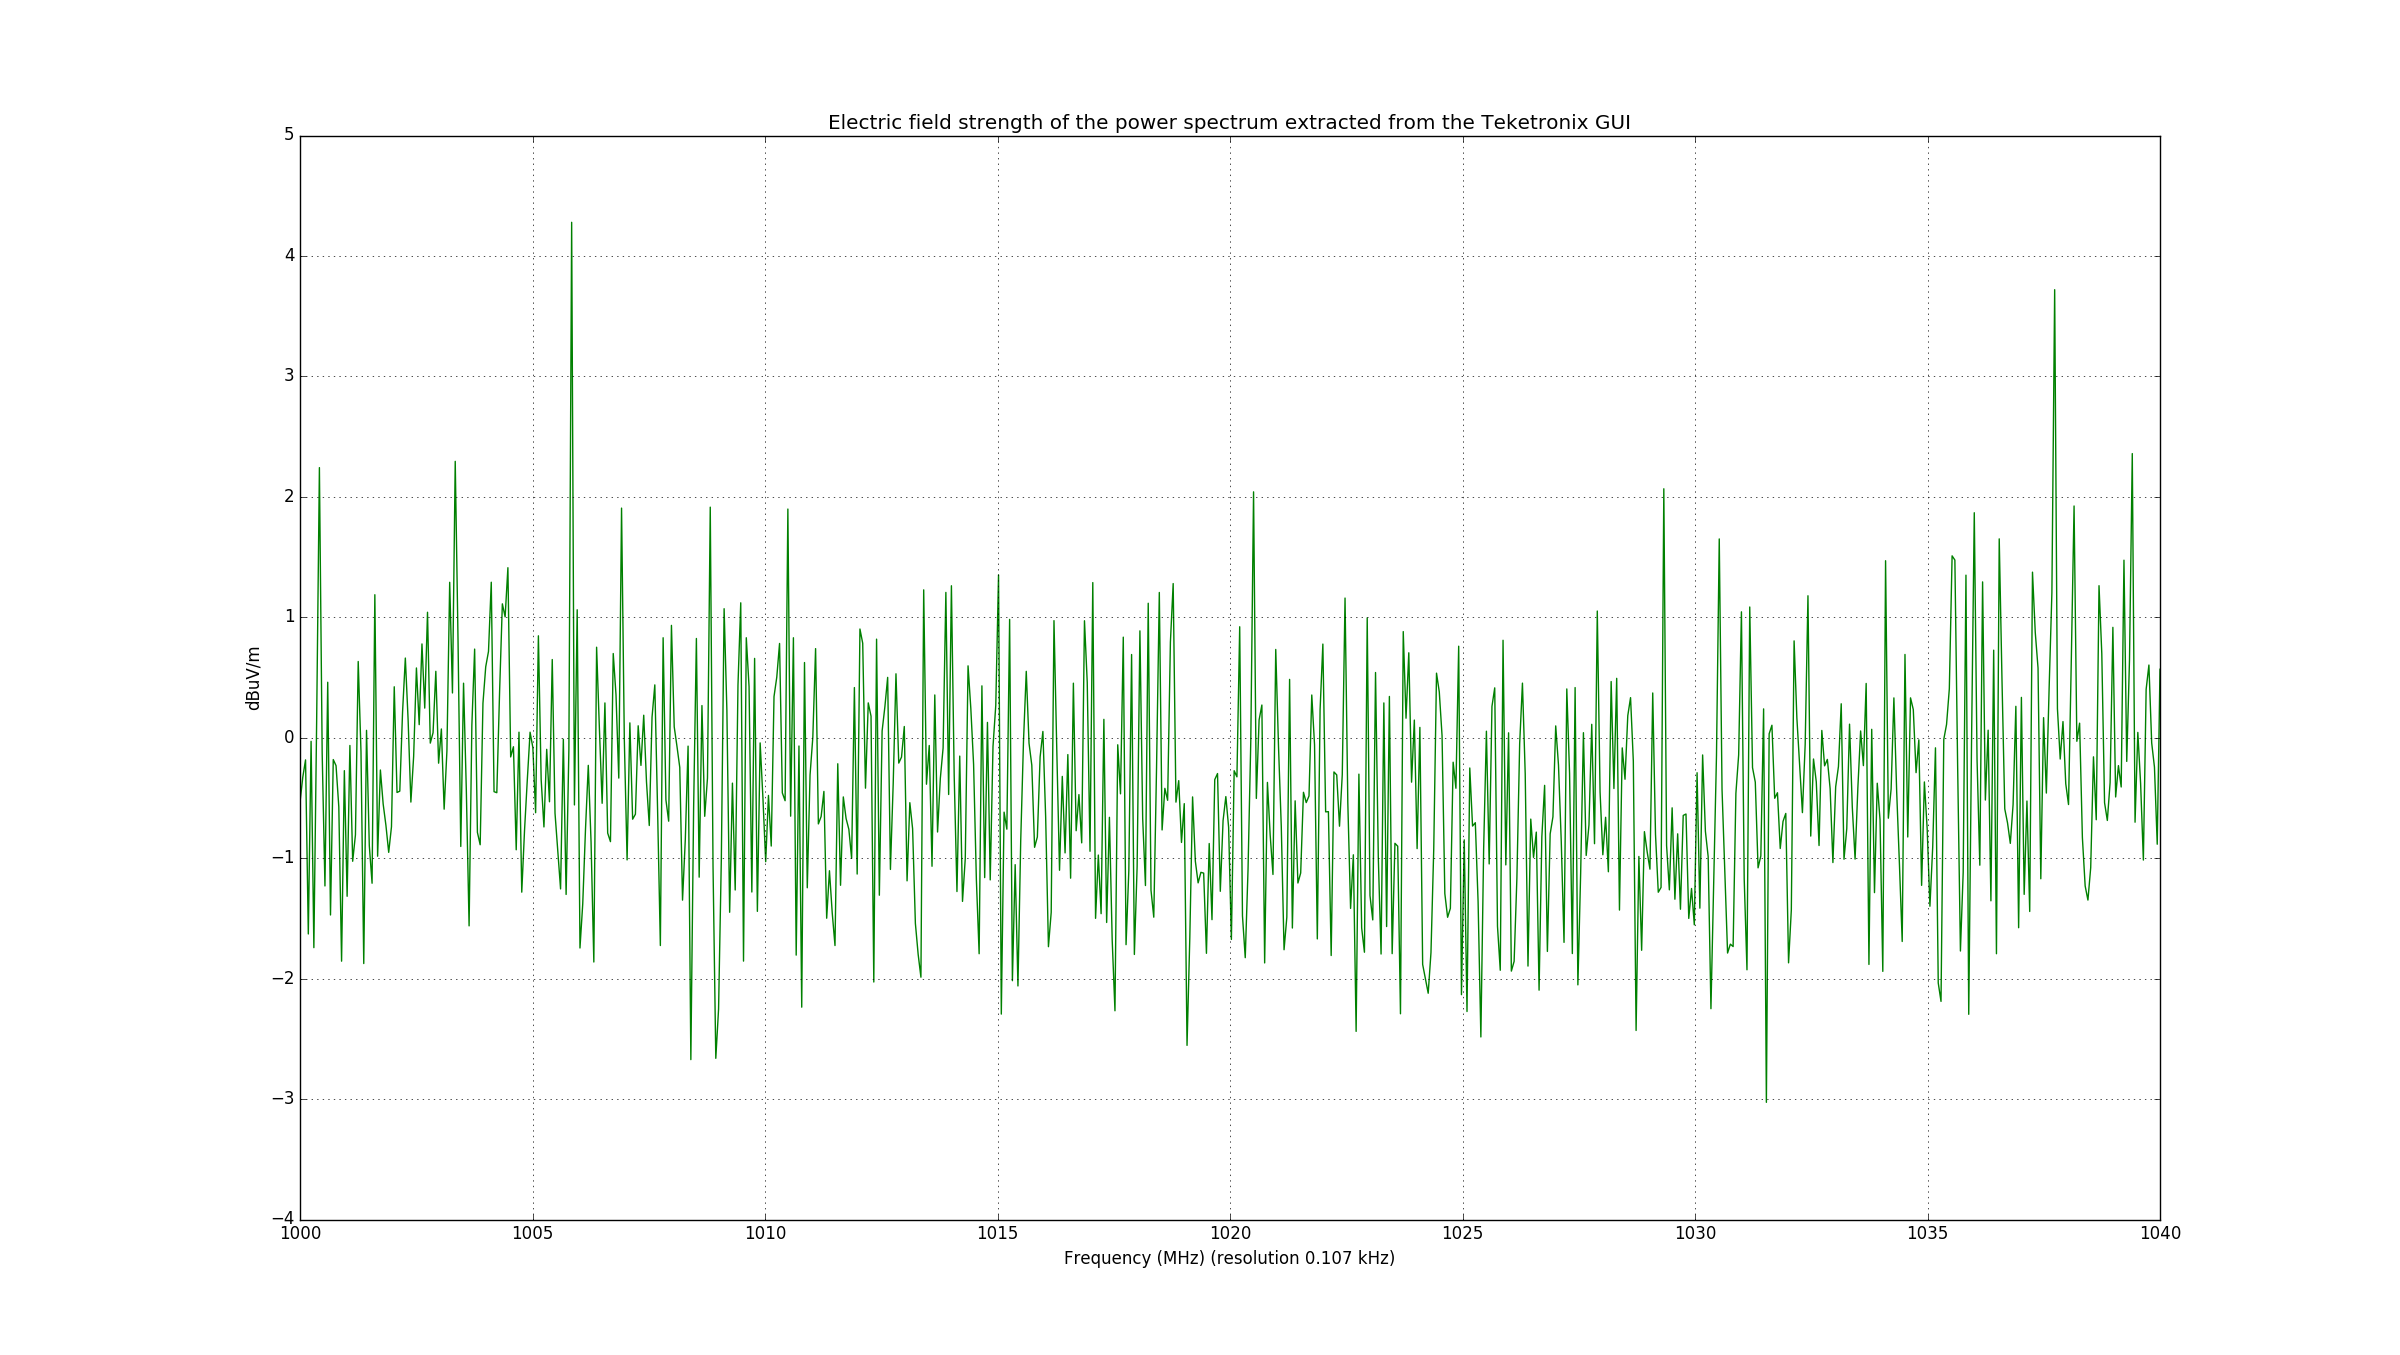 Electric field strength of the power spectrum extracted from the Teketronix GUI
5
4
3
2
1
0
−1
−2
−3
−4
dBuV/m
1000 1005 1010 1015 1020 1025 1030 1035 1040
Frequency (MHz) (resolution 0.107 kHz)